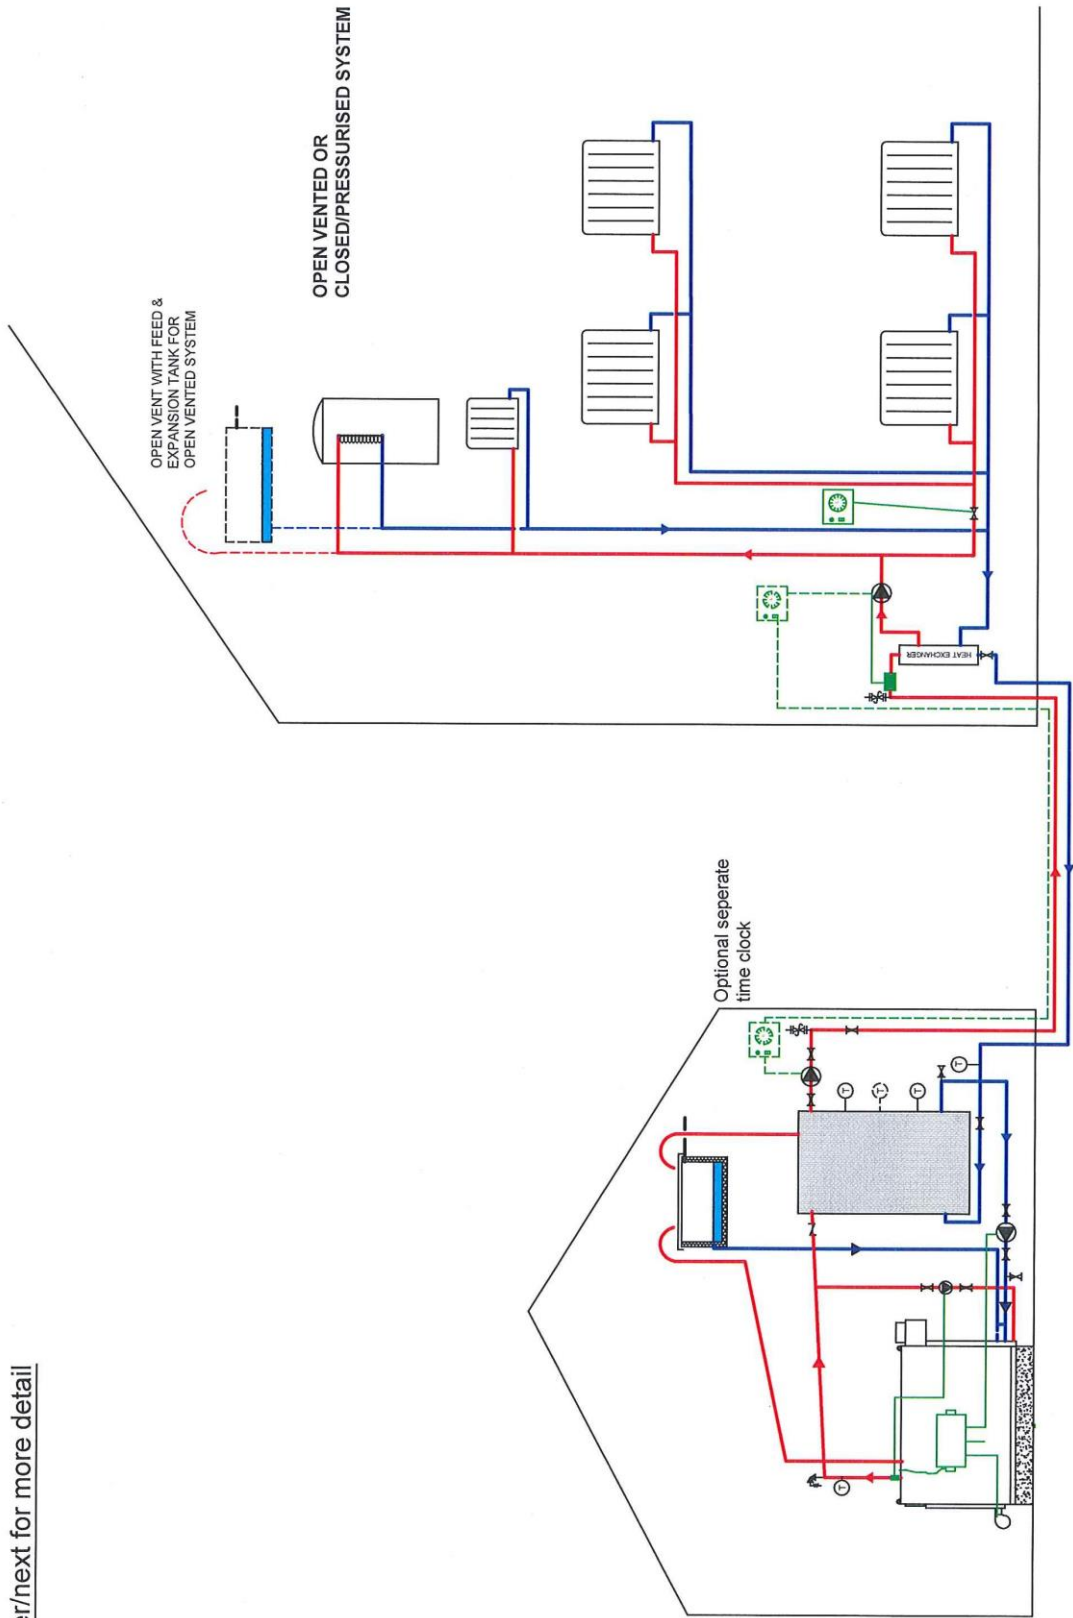 er/next for more detail
OPEN VENT WITH FEED &
EXPANSION TANK FOR
OPEN VENTED SYSTEM
OPEN VENTED OR
CLOSED/PRESSURISED SYSTEM
HEAT EXCHANGER
Optional seperate
time clock
T
T
T
T
T